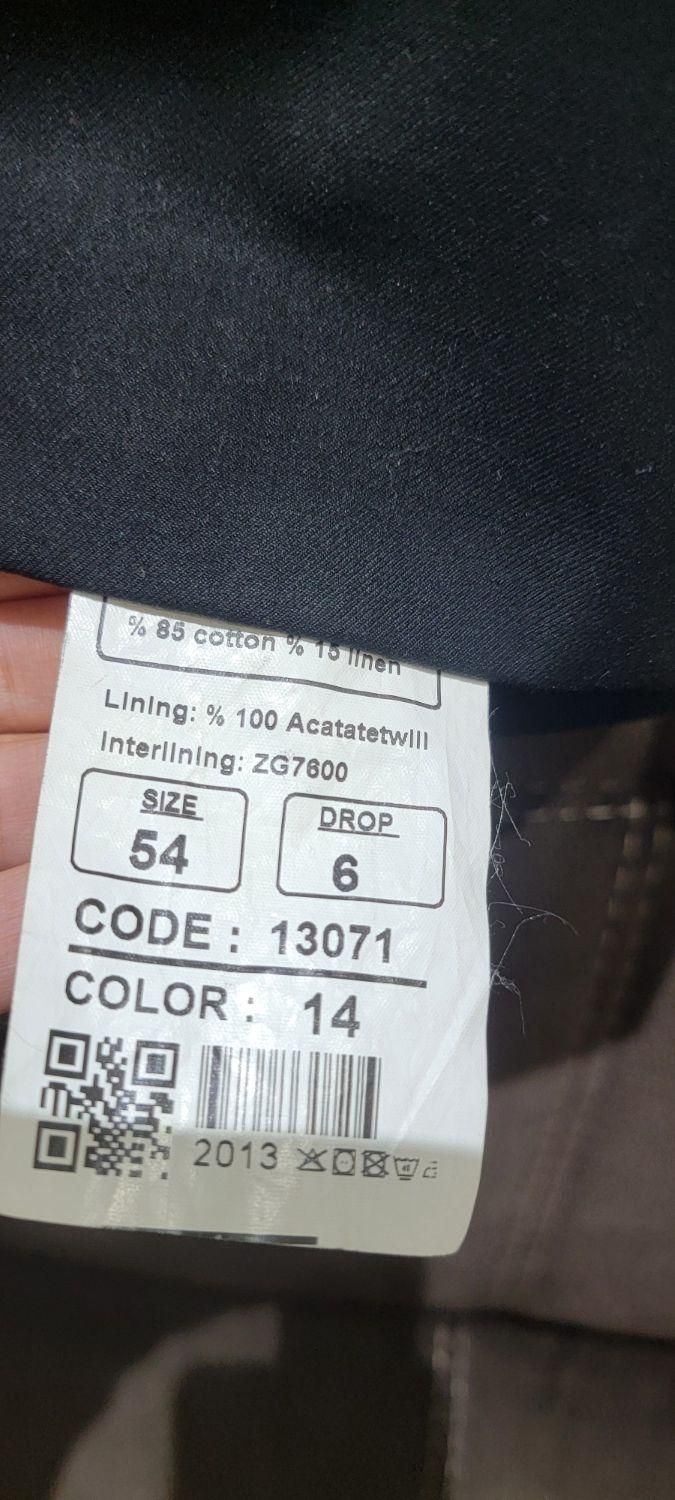 % 85 cotton % 15 linen
Lining: % 100 Acatatetwill
interlining: ZG7600
SIZE
54
DROP
6
CODE : 13071
COLOR : 14
2013